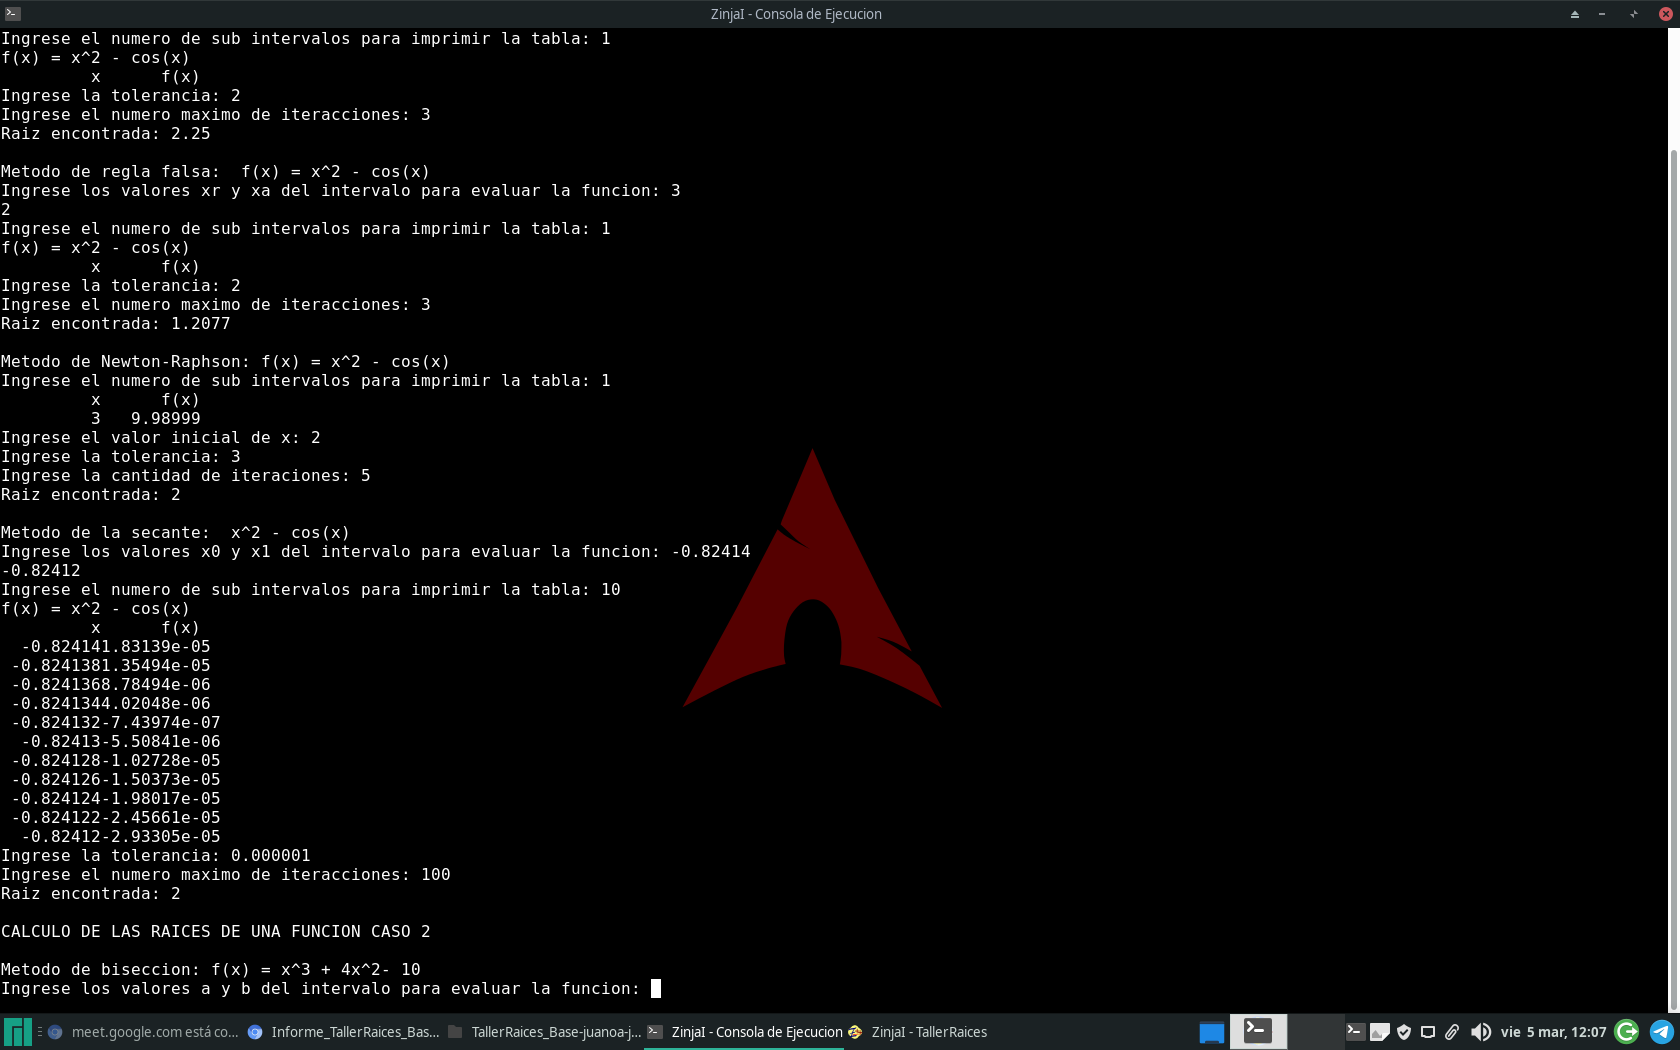 ZinjaI - Consola de Ejecucion
Ingrese el numero de sub intervalos para imprimir la tabla: 1
f(x) = x^2 - cos(x)
x f(x)
Ingrese la tolerancia: 2
Ingrese el numero maximo de iteracciones: 3
Raiz encontrada: 2.25
Metodo de regla falsa:  f(x) = x^2 - cos(x)
Ingrese los valores xr y xa del intervalo para evaluar la funcion: 3
2
Ingrese el numero de sub intervalos para imprimir la tabla: 1
f(x) = x^2 - cos(x)
x f(x)
Ingrese la tolerancia: 2
Ingrese el numero maximo de iteracciones: 3
Raiz encontrada: 1.2077
Metodo de Newton-Raphson: f(x) = x^2 - cos(x)
Ingrese el numero de sub intervalos para imprimir la tabla: 1
x f(x)
3 9.98999
Ingrese el valor inicial de x: 2
Ingrese la tolerancia: 3
Ingrese la cantidad de iteraciones: 5
Raiz encontrada: 2
Metodo de la secante:  x^2 - cos(x)
Ingrese los valores x0 y x1 del intervalo para evaluar la funcion: -0.82414
-0.82412
Ingrese el numero de sub intervalos para imprimir la tabla: 10
f(x) = x^2 - cos(x)
x f(x)
-0.824141.83139e-05
-0.8241381.35494e-05
-0.8241368.78494e-06
-0.8241344.02048e-06
-0.824132-7.43974e-07
-0.82413-5.50841e-06
-0.824128-1.02728e-05
-0.824126-1.50373e-05
-0.824124-1.98017e-05
-0.824122-2.45661e-05
-0.82412-2.93305e-05
Ingrese la tolerancia: 0.000001
Ingrese el numero maximo de iteracciones: 100
Raiz encontrada: 2
CALCULO DE LAS RAICES DE UNA FUNCION CASO 2
Metodo de biseccion: f(x) = x^3 + 4x^2- 10
Ingrese los valores a y b del intervalo para evaluar la funcion:
meet.google.com está co... Informe_TallerRaices_Bas... TallerRaices_Base-juanoa-j... ZinjaI - Consola de Ejecucion ZinjaI - TallerRaices vie 5 mar, 12:07